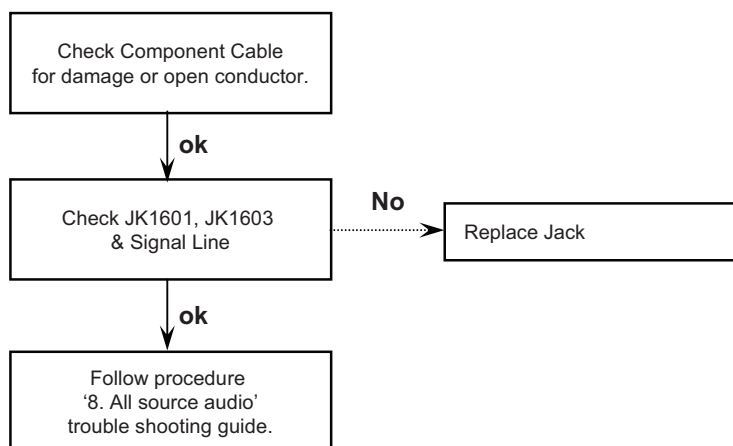 Check Component Cable
for damage or open conductor.
ok
Check JK1601, JK1603
& Signal Line
No
Replace Jack
ok
Follow procedure
‘8. All source audio’
trouble shooting guide.